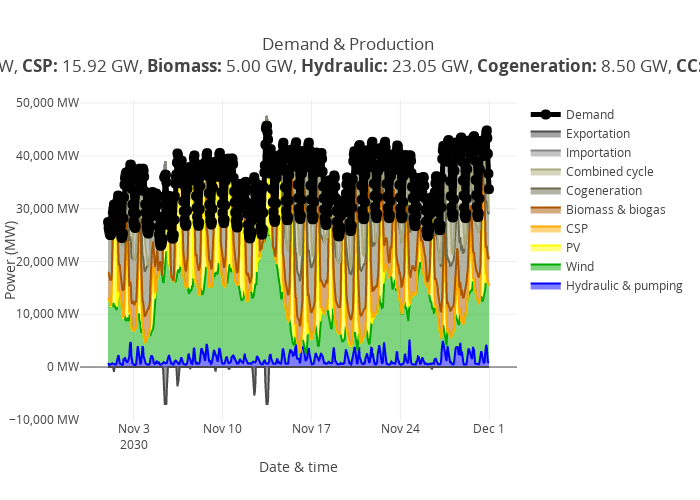 Demand & Production
W, CSP: 15.92 GW, Biomass: 5.00 GW, Hydraulic: 23.05 GW, Cogeneration: 8.50 GW, CC:
50,000 MW
40,000 MW
30,000 MW
20,000 MW
10,000 MW
0 MW
−10,000 MW
Power (MW)
Nov 3
2030
Nov 10
Nov 17
Nov 24
Dec 1
Date & time
Demand
Exportation
Importation
Combined cycle
Cogeneration
Biomass & biogas
CSP
PV
Wind
Hydraulic & pumping